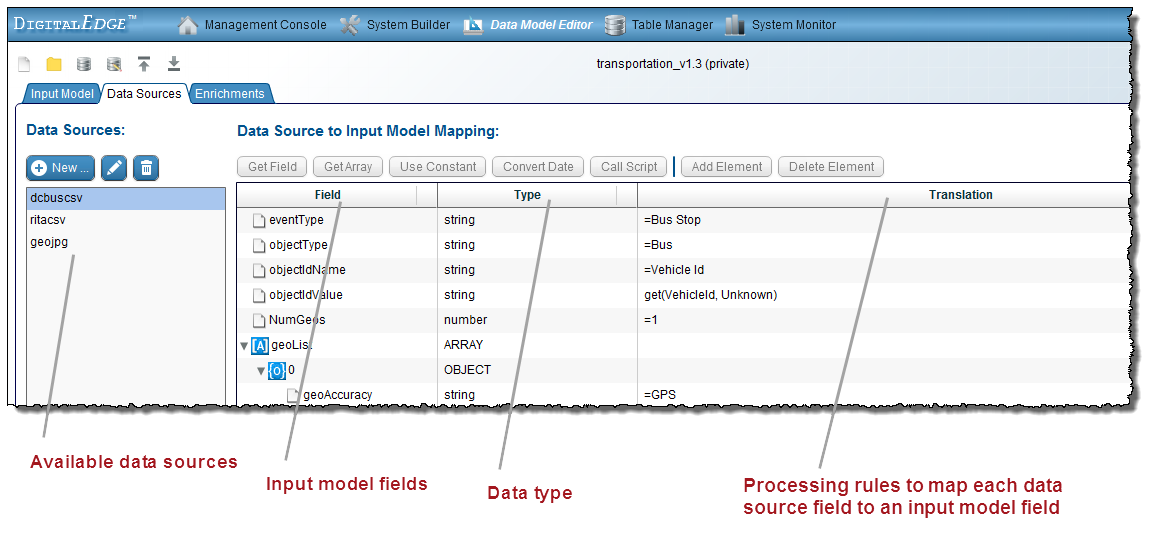 DIGITALEDGE™ Management Console System Builder Data Model Editor Table Manager System Monitor
transportation_v1.3 (private)
Input Model Data Sources Enrichments
Data Sources:
Data Source to Input Model Mapping:
New ...
Get Field Get Array Use Constant Convert Date Call Script Add Element Delete Element
dcbuscsv
ritacsv
geojpg
Field Type Translation
eventType string =Bus Stop
objectType string =Bus
objectIdName string =Vehicle Id
objectIdValue string get(VehicleId, Unknown)
NumGeos number =1
[A] geoList ARRAY
{o} 0 OBJECT
geoAccuracy string =GPS
Available data sources
Input model fields
Data type
Processing rules to map each data
source field to an input model field